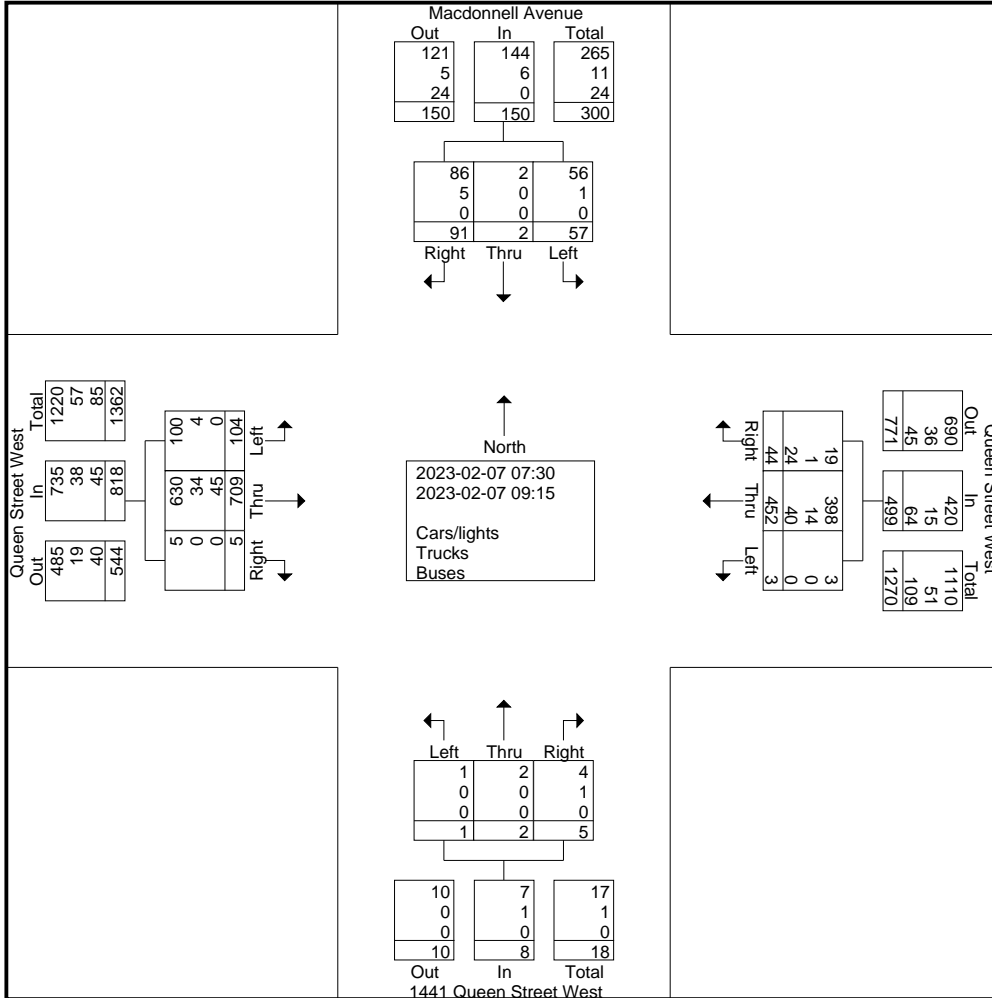 Macdonnell Avenue
Out In Total
121 144 265
5 6 11
24 0 24
150 150 300
86 2 56
5 0 1
0 0 0
91 2 57
Right Thru Left
Queen Street West
Total
1220 57 85 1362
In
735 38 45 818
Out
485 19 40 544
Left
100 4 0 104
Thru
630 34 45 709
Right
5 0 0 5
North
2023-02-07 07:30
2023-02-07 09:15
Cars/lights
Trucks
Buses
Queen Street West
Out
690 36 45 771
In
420 15 64 499
Total
1110 51 109 1270
Right
19 1 24 44
Thru
398 14 40 452
Left
3 0 0 3
Left Thru Right
1 2 4
0 0 1
0 0 0
1 2 5
10 7 17
0 1 1
0 0 0
10 8 18
Out In Total
1441 Queen Street West